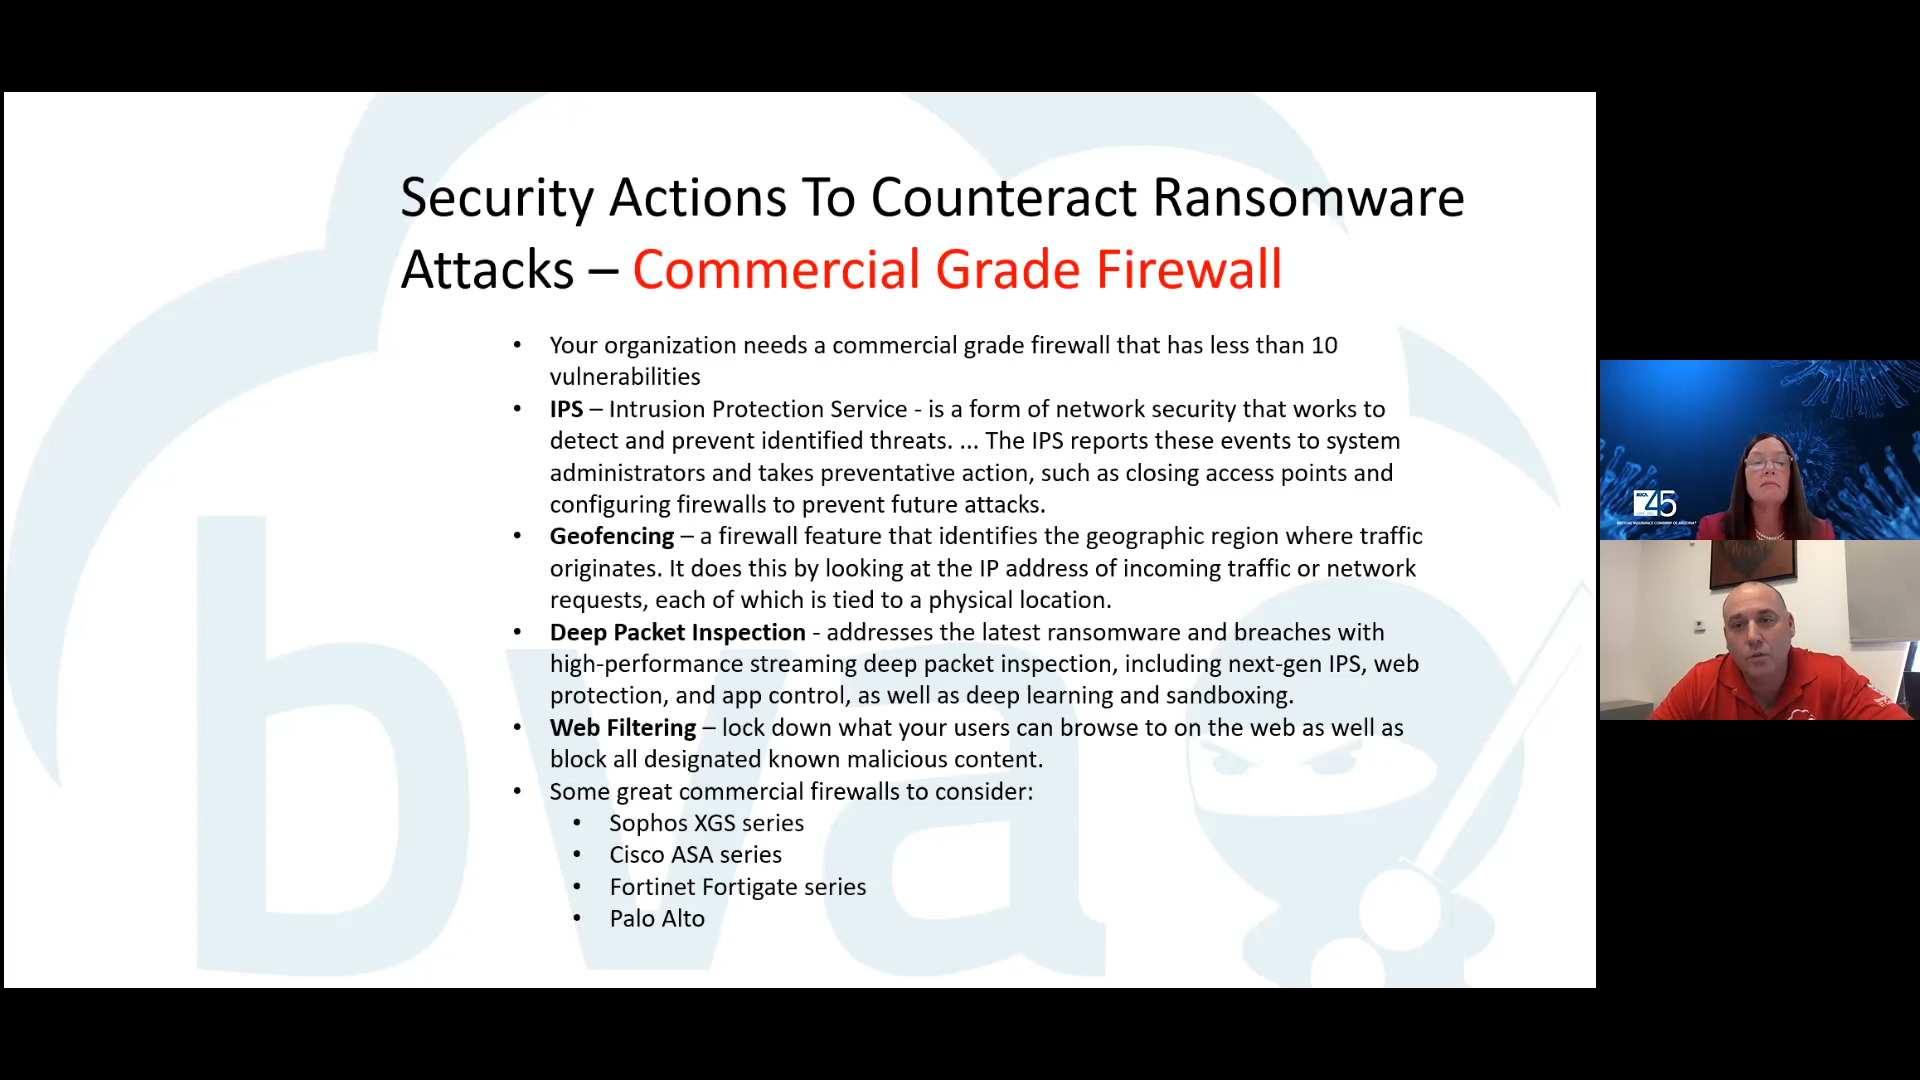 Security Actions To Counteract Ransomware
Attacks – Commercial Grade Firewall
• Your organization needs a commercial grade firewall that has less than 10
vulnerabilities
• IPS – Intrusion Protection Service - is a form of network security that works to
detect and prevent identified threats. ... The IPS reports these events to system
administrators and takes preventative action, such as closing access points and
configuring firewalls to prevent future attacks.
• Geofencing – a firewall feature that identifies the geographic region where traffic
originates. It does this by looking at the IP address of incoming traffic or network
requests, each of which is tied to a physical location.
• Deep Packet Inspection - addresses the latest ransomware and breaches with
high-performance streaming deep packet inspection, including next-gen IPS, web
protection, and app control, as well as deep learning and sandboxing.
• Web Filtering – lock down what your users can browse to on the web as well as
block all designated known malicious content.
• Some great commercial firewalls to consider:
• Sophos XGS series
• Cisco ASA series
• Fortinet Fortigate series
• Palo Alto
bva
45
MUTUAL INSURANCE COMPANY OF ARIZONA